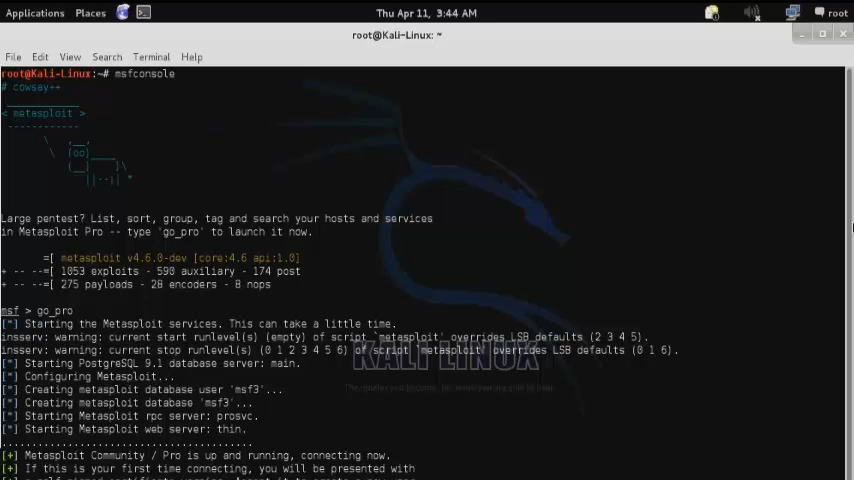 Applications Places Thu Apr 11, 3:44 AM root
root@Kali-Linux: ~
File Edit View Search Terminal Help
root@Kali-Linux:~# msfconsole
# cowsay++
< metasploit >
(oo)
Large pentest? List, sort, group, tag and search your hosts and services
in Metasploit Pro -- type 'go_pro' to launch it now.
=[ metasploit v4.6.0-dev [core:4.6 api:1.0]
+ -- --=[ 1053 exploits - 590 auxiliary - 174 post
+ -- --=[ 275 payloads - 28 encoders - 8 nops
msf > go_pro
[*] Starting the Metasploit services. This can take a little time.
insserv: warning: current start runlevel(s) (empty) of script `metasploit' overrides LSB defaults (2 3 4 5).
insserv: warning: current stop runlevel(s) (0 1 2 3 4 5 6) of script `metasploit' overrides LSB defaults (0 1 6).
KALI LINUX
[*] Starting PostgreSQL 9.1 database server: main.
[*] Configuring Metasploit...
[*] Creating metasploit database user 'msf3'...
[*] Creating metasploit database 'msf3'...
[*] Starting Metasploit rpc server: prosvc.
[*] Starting Metasploit web server: thin.
........................................
[+] Metasploit Community / Pro is up and running, connecting now.
[+] If this is your first time connecting, you will be presented with